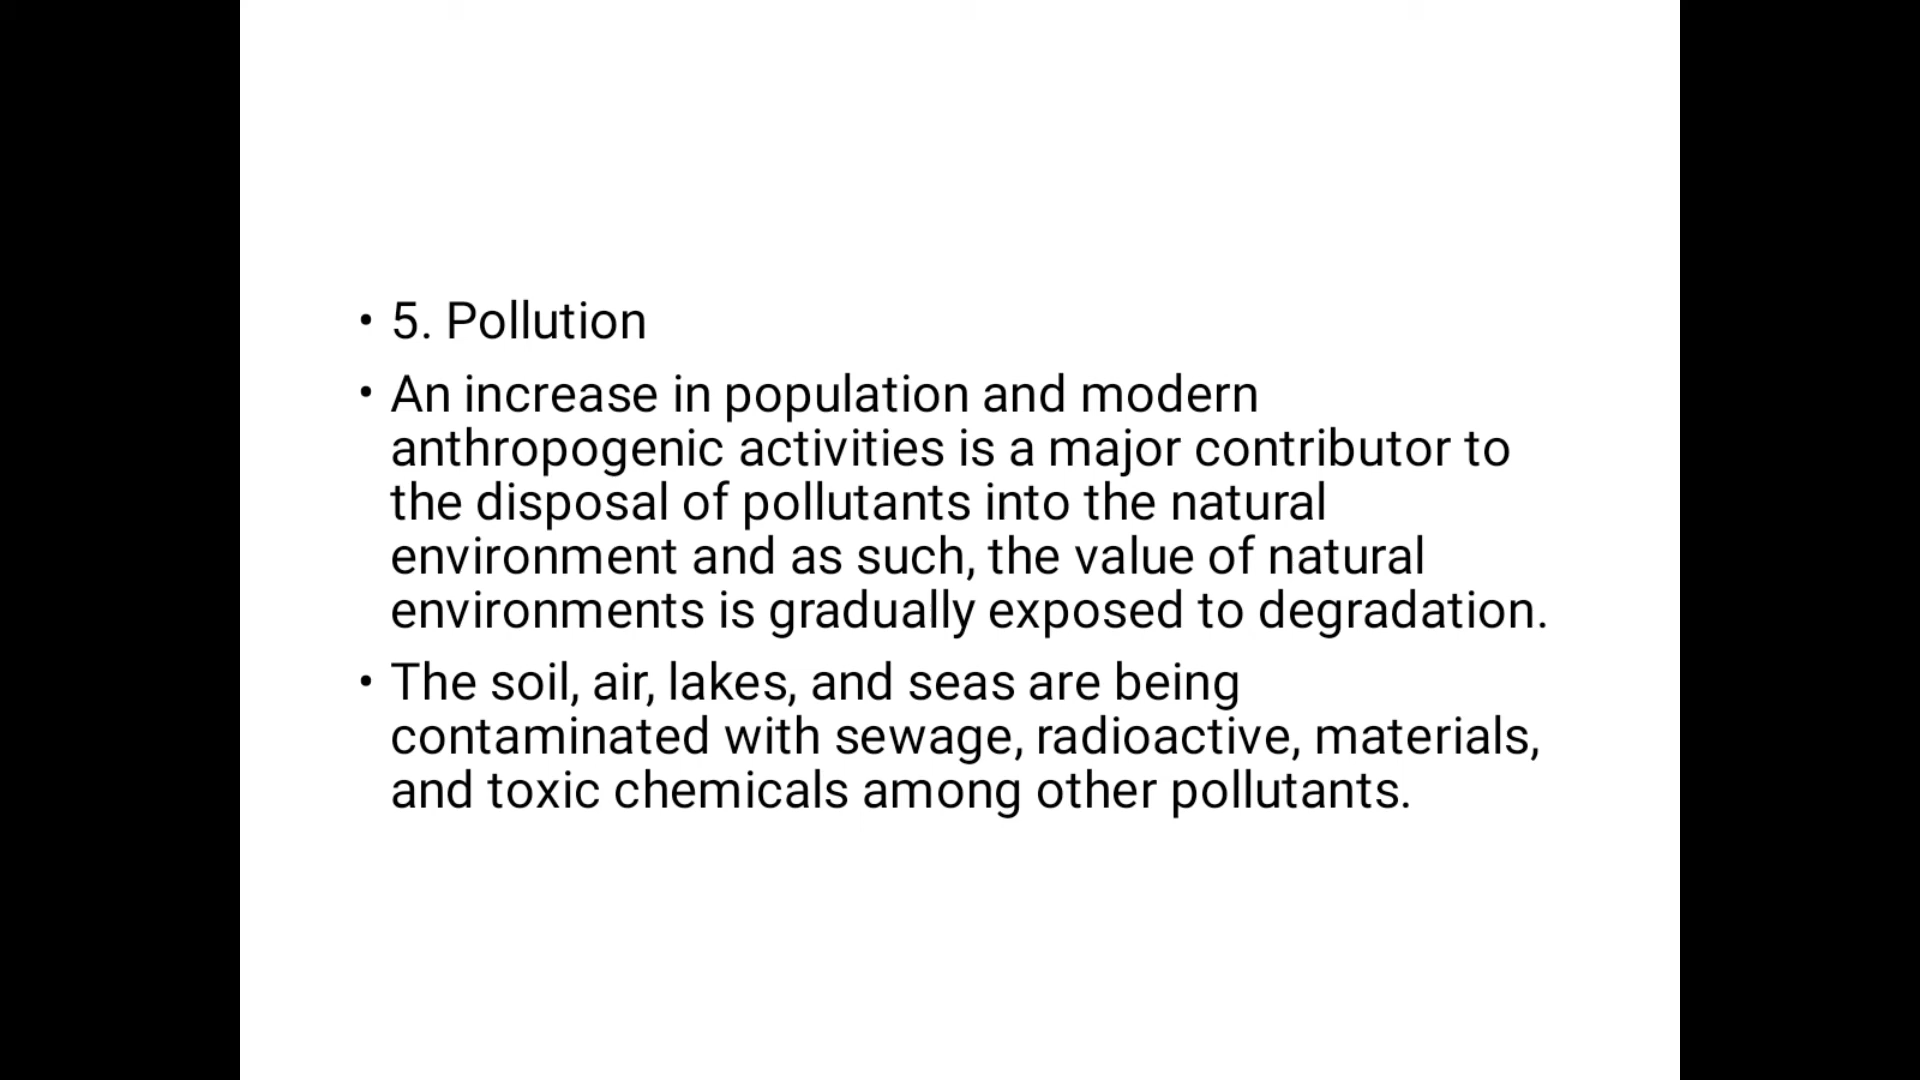 • 5. Pollution
• An increase in population and modern
anthropogenic activities is a major contributor to
the disposal of pollutants into the natural
environment and as such, the value of natural
environments is gradually exposed to degradation.
• The soil, air, lakes, and seas are being
contaminated with sewage, radioactive, materials,
and toxic chemicals among other pollutants.